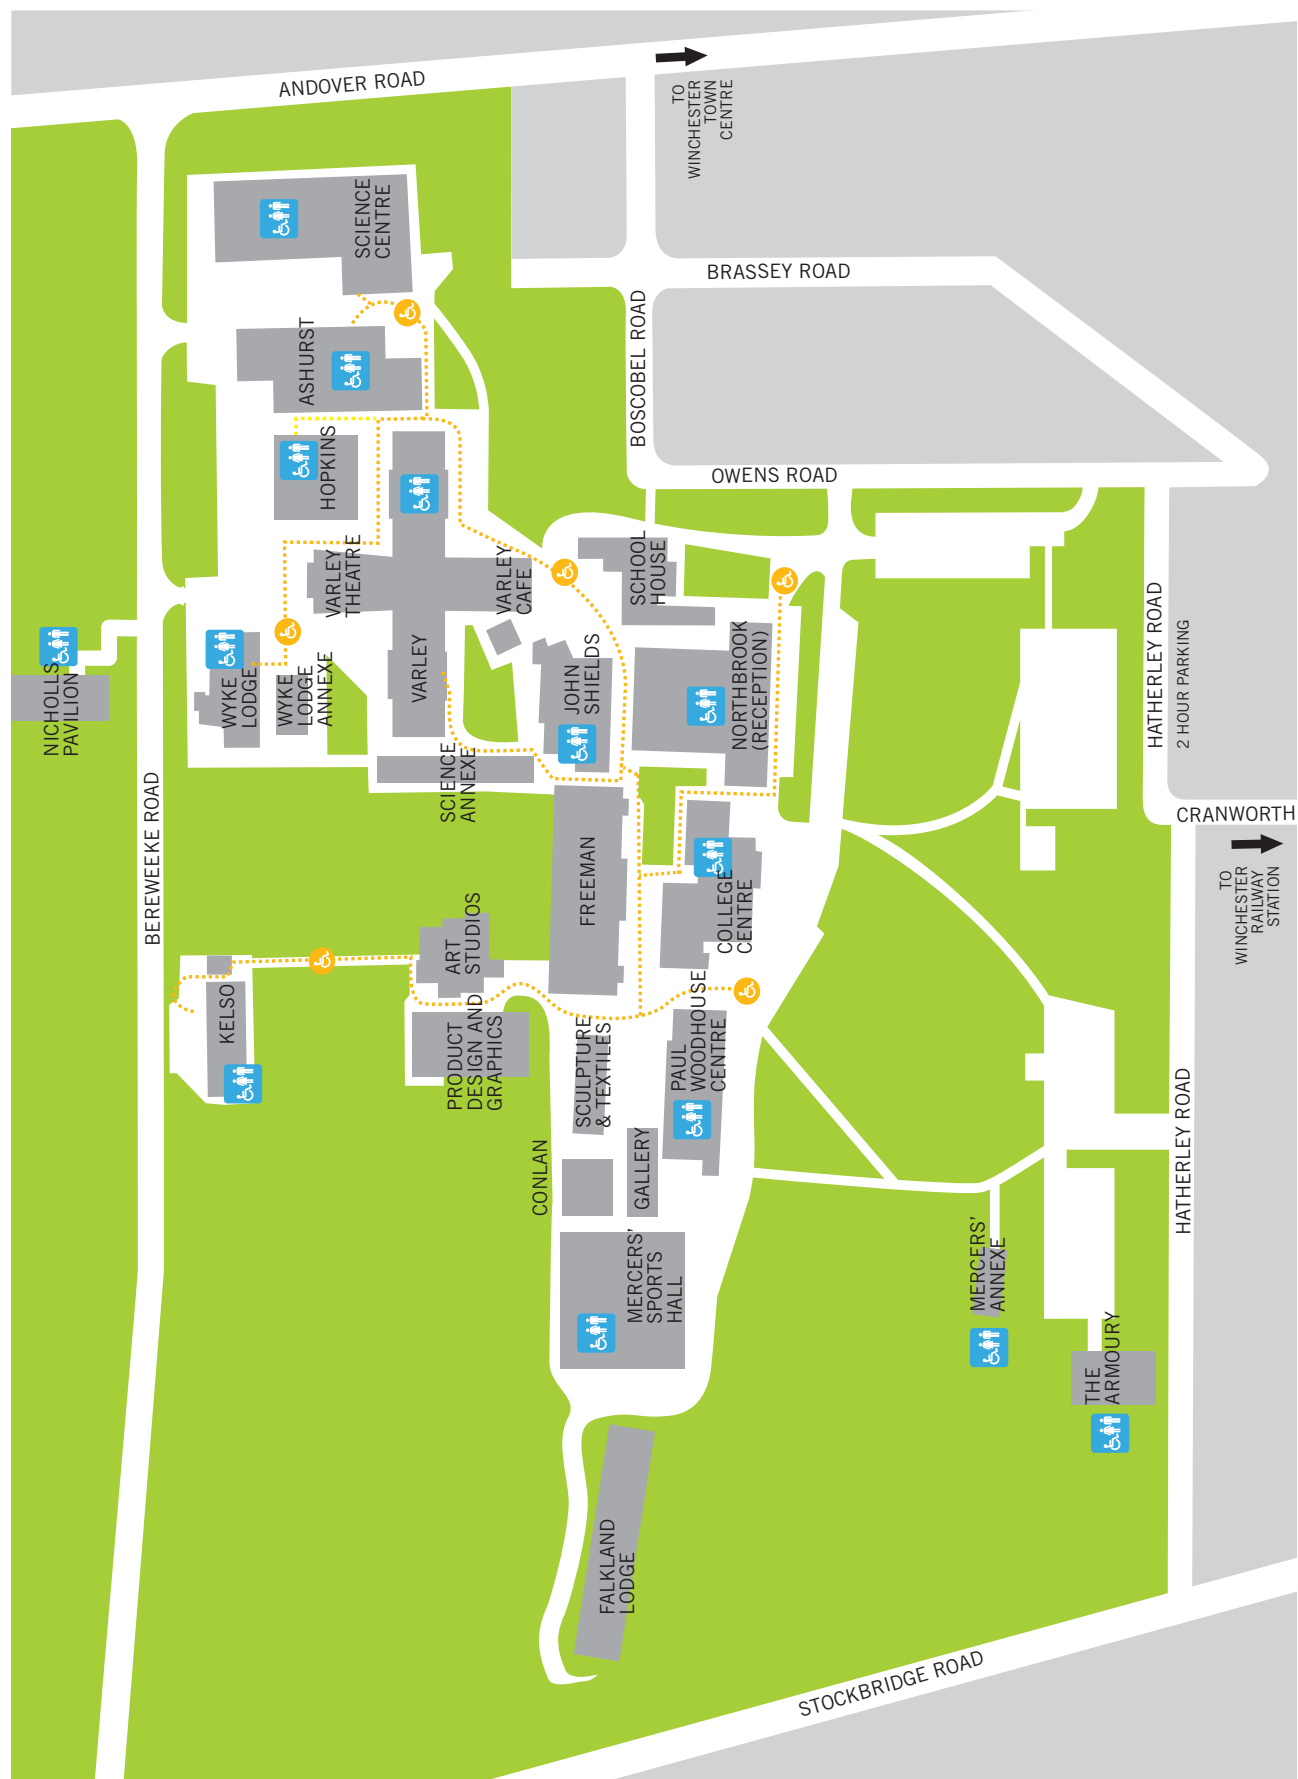 ANDOVER ROAD
TO
WINCHESTER
TOWN
CENTRE
SCIENCE
CENTRE
BRASSEY ROAD
BOSCOBEL ROAD
ASHURST
HOPKINS
OWENS ROAD
VARLEY
THEATRE
VARLEY
CAFE
SCHOOL
HOUSE
HATHERLEY ROAD
2 HOUR PARKING
NICHOLLS
PAVILION
WYKE
LODGE
WYKE
LODGE
ANNEXE
VARLEY
JOHN
SHIELDS
NORTHBROOK
(RECEPTION)
SCIENCE
ANNEXE
CRANWORTH
TO
WINCHESTER
RAILWAY
STATION
BEREWEEKE ROAD
FREEMAN
COLLEGE
CENTRE
ART
STUDIOS
KELSO
PRODUCT
DESIGN AND
GRAPHICS
SCULPTURE
& TEXTILES
PAUL
WOODHOUSE
CENTRE
CONLAN
GALLERY
HATHERLEY ROAD
MERCERS'
SPORTS
HALL
MERCERS'
ANNEXE
THE
ARMOURY
FALKLAND
LODGE
STOCKBRIDGE ROAD